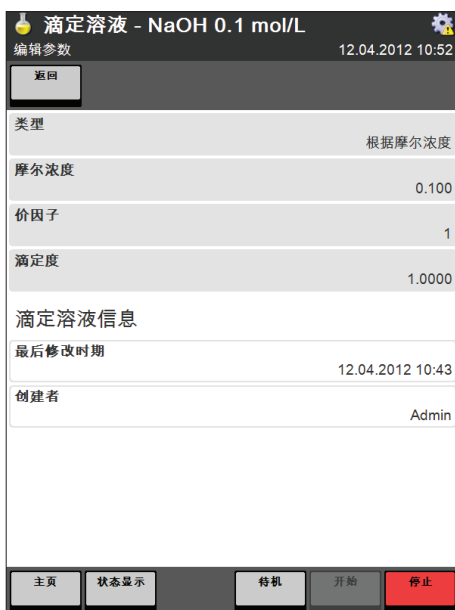 滴定溶液 - NaOH 0.1 mol/L
编辑参数 12.04.2012 10:52
返回
类型
根据摩尔浓度
摩尔浓度
0.100
价因子
1
滴定度
1.0000
滴定溶液信息
最后修改时期
12.04.2012 10:43
创建者
Admin
主页 状态显示 待机 开始 停止